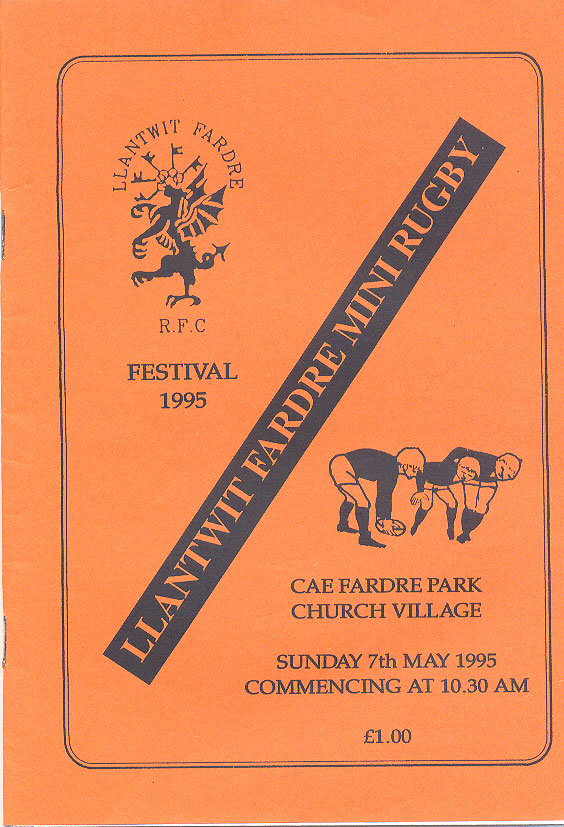 LLANTWIT FARDRE
R.F.C
FESTIVAL
1995
LLANTWIT FARDRE MINI RUGBY
CAE FARDRE PARK
CHURCH VILLAGE
SUNDAY 7th MAY 1995
COMMENCING AT 10.30 AM
£1.00